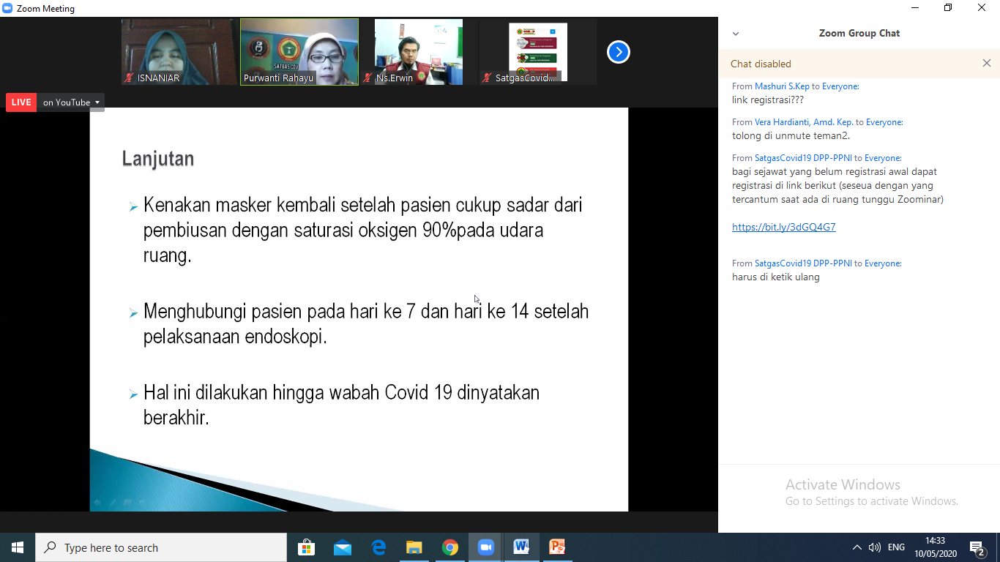 Zoom Meeting
ISNANIAR
Purwanti Rahayu
Ns.Erwin
SatgasCovid...
SATGAS COV
LIVE
on YouTube
Lanjutan
Kenakan masker kembali setelah pasien cukup sadar dari
pembiusan dengan saturasi oksigen 90%pada udara
ruang.
Menghubungi pasien pada hari ke 7 dan hari ke 14 setelah
pelaksanaan endoskopi.
Hal ini dilakukan hingga wabah Covid 19 dinyatakan
berakhir.
Zoom Group Chat
Chat disabled
From Mashuri S.Kep to Everyone:
link registrasi???
From Vera Hardianti, Amd. Kep. to Everyone:
tolong di unmute teman2.
From SatgasCovid19 DPP-PPNI to Everyone:
bagi sejawat yang belum registrasi awal dapat
registrasi di link berikut (seseua dengan yang
tercantum saat ada di ruang tunggu Zoominar)
https://bit.ly/3dGQ4G7
From SatgasCovid19 DPP-PPNI to Everyone:
harus di ketik ulang
Activate Windows
Go to Settings to activate Windows.
Type here to search
ENG
14:33
10/05/2020
2